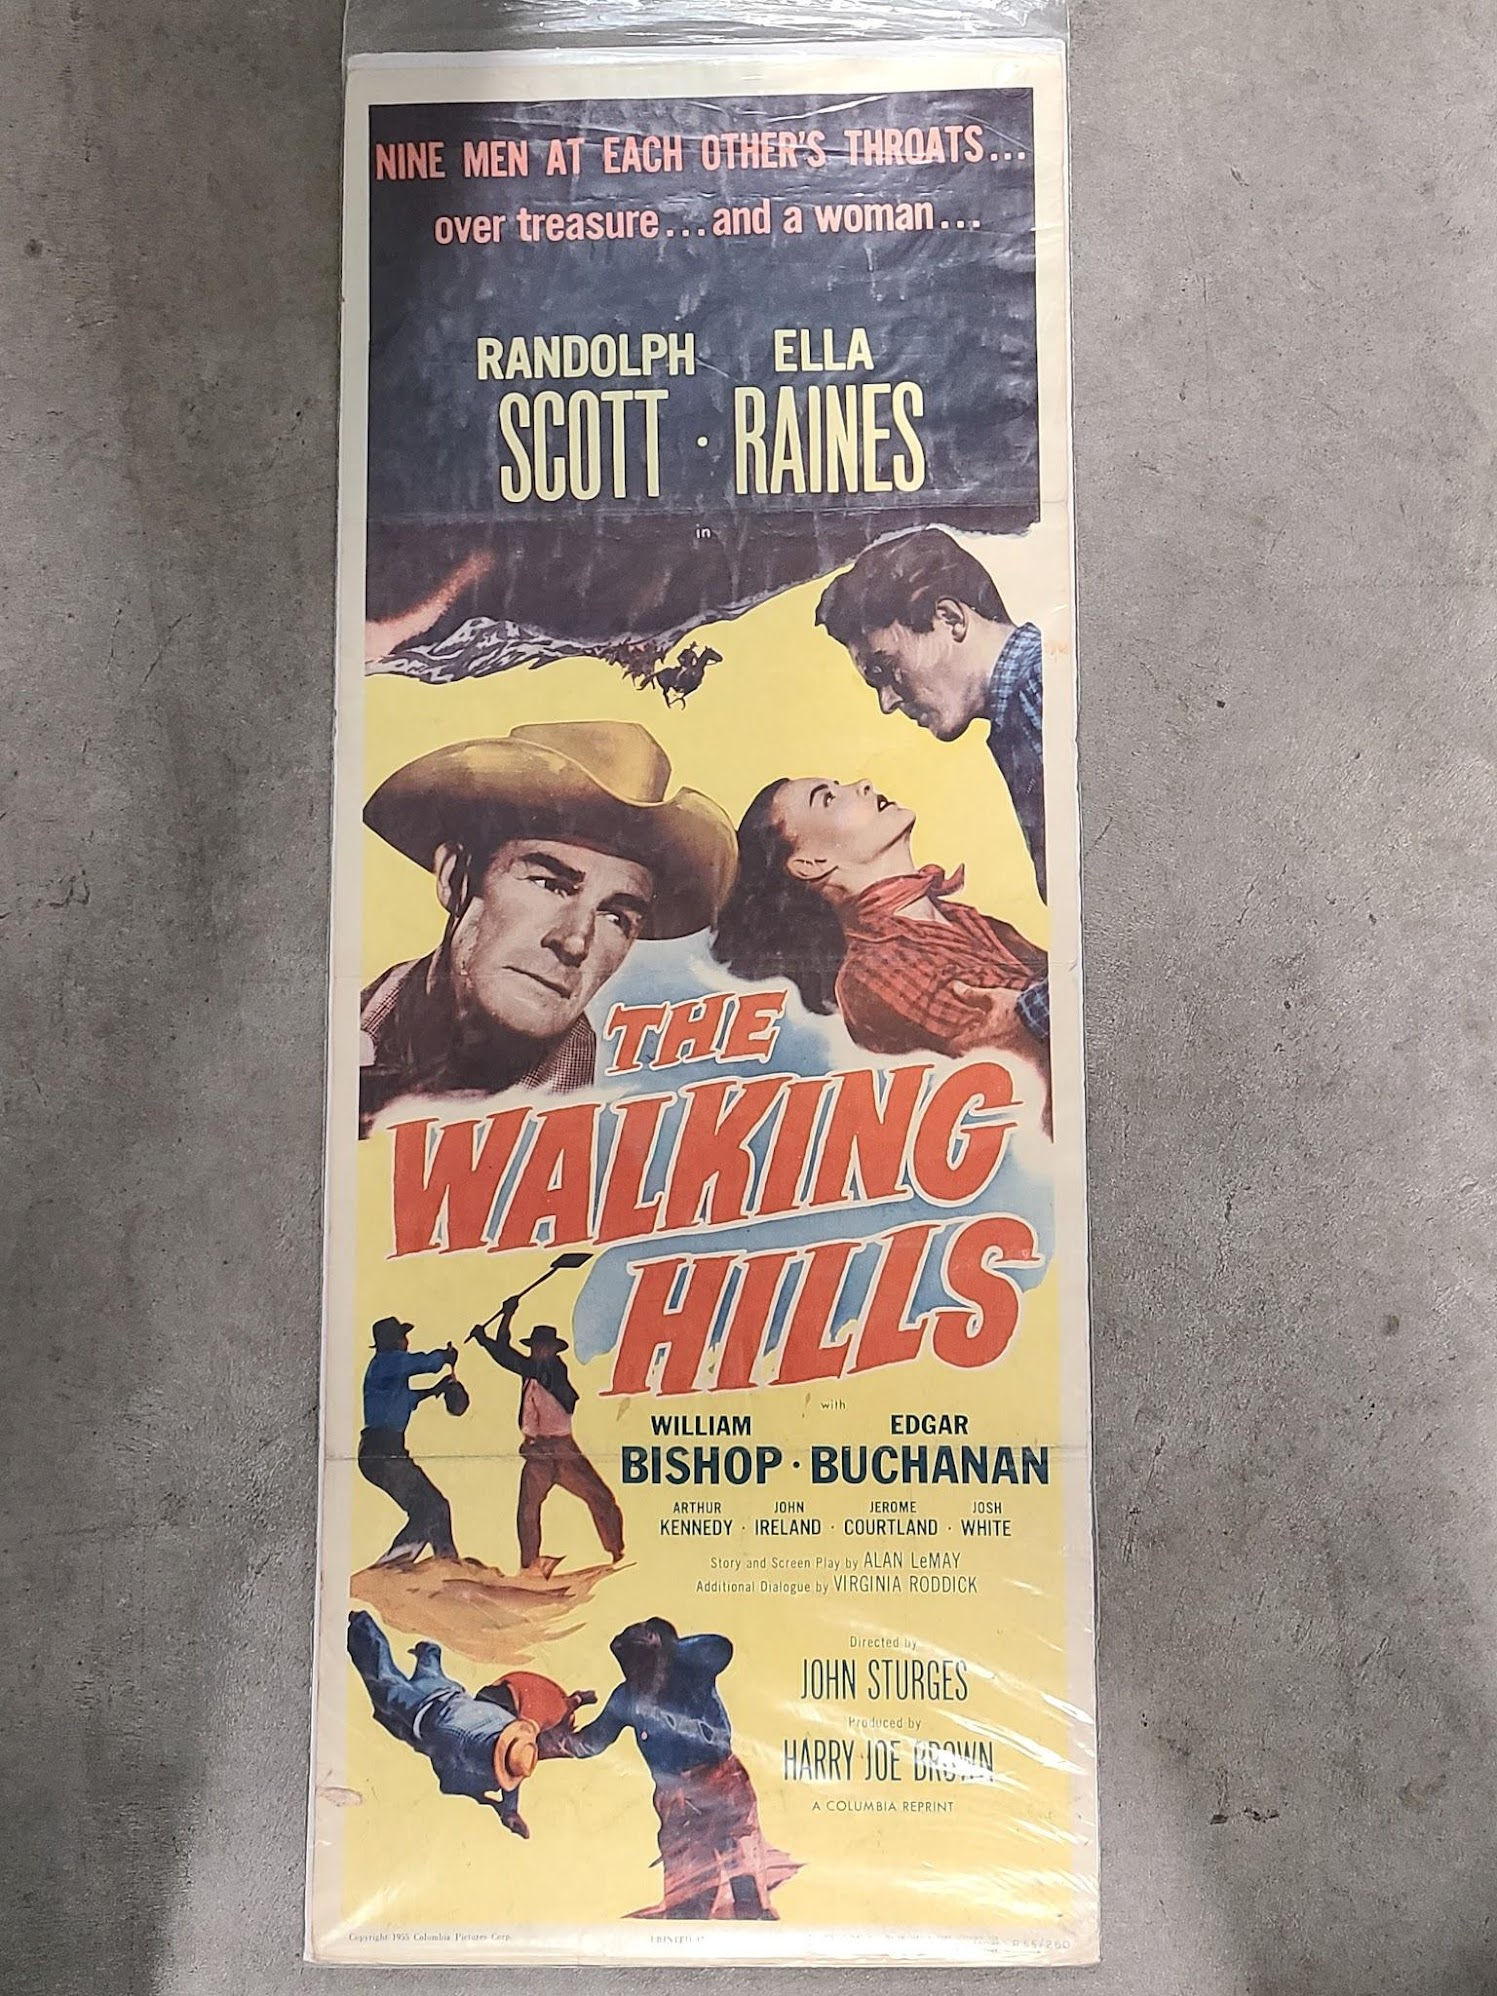 NINE MEN AT EACH OTHER'S THROATS...
over treasure...and a woman...
RANDOLPH ELLA
SCOTT · RAINES
in
THE
WALKING
HILLS
with
WILLIAM EDGAR
BISHOP · BUCHANAN
ARTHUR JOHN JEROME JOSH
KENNEDY · IRELAND · COURTLAND · WHITE
Story and Screen Play by ALAN LeMAY
Additional Dialogue by VIRGINIA RODDICK
Directed by
JOHN STURGES
Produced by
HARRY JOE BROWN
A COLUMBIA REPRINT
Copyright 1955 Columbia Pictures Corp.
R55/260